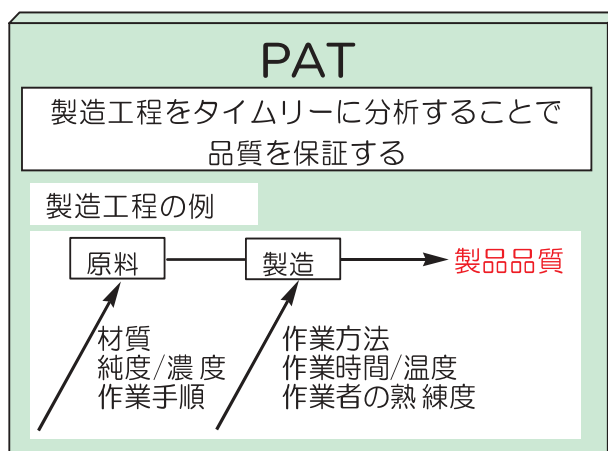 PAT
製造工程をタイムリーに分析することで
品質を保証する
製造工程の例
原料
製造
製品品質
材質
純度/濃度
作業手順
作業方法
作業時間/温度
作業者の熟練度